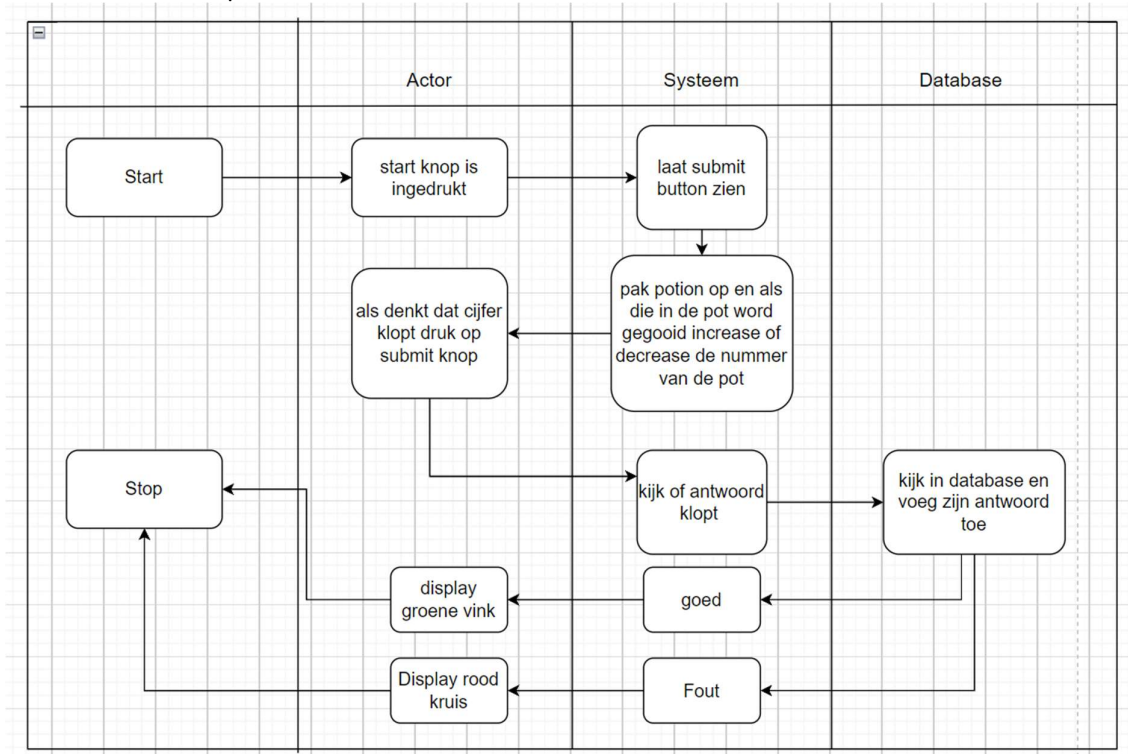 Actor
Systeem
Database
Start
start knop is
ingedrukt
laat submit
button zien
pak potion op en als
die in de pot word
gegooid increase of
decrease de nummer
van de pot
als denkt dat cijfer
klopt druk op
submit knop
kijk of antwoord
klopt
kijk in database en
voeg zijn antwoord
toe
Stop
goed
display
groene vink
Fout
Display rood
kruis